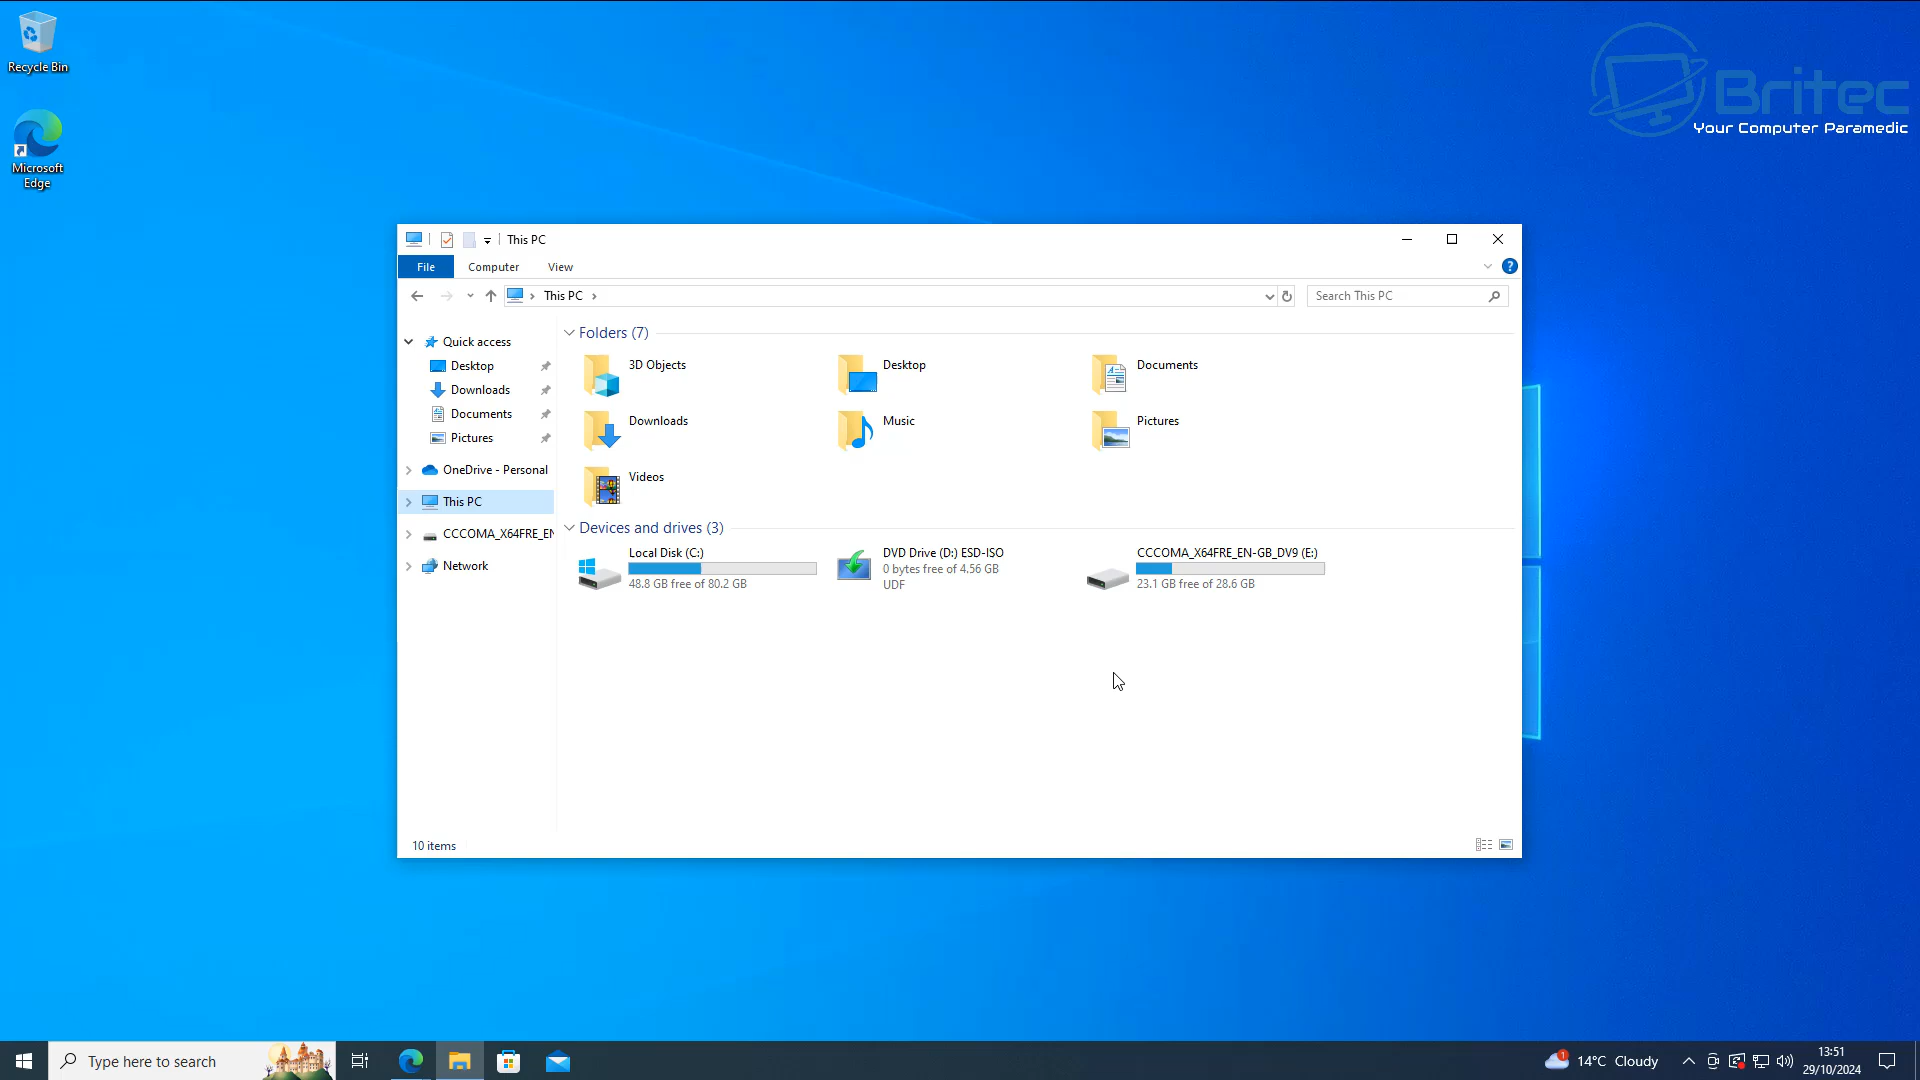 Recycle Bin
Microsoft
Edge
Britec
Your Computer Paramedic
This PC
File
Computer
View
This PC
Search This PC
Quick access
Desktop
Downloads
Documents
Pictures
OneDrive - Personal
This PC
CCCOMA_X64FRE_EN
Network
Folders (7)
3D Objects
Desktop
Documents
Downloads
Music
Pictures
Videos
Devices and drives (3)
Local Disk (C:)
48.8 GB free of 80.2 GB
DVD Drive (D:) ESD-ISO
0 bytes free of 4.56 GB
UDF
CCCOMA_X64FRE_EN-GB_DV9 (E:)
23.1 GB free of 28.6 GB
10 items
Type here to search
1
14°C Cloudy
13:51
29/10/2024